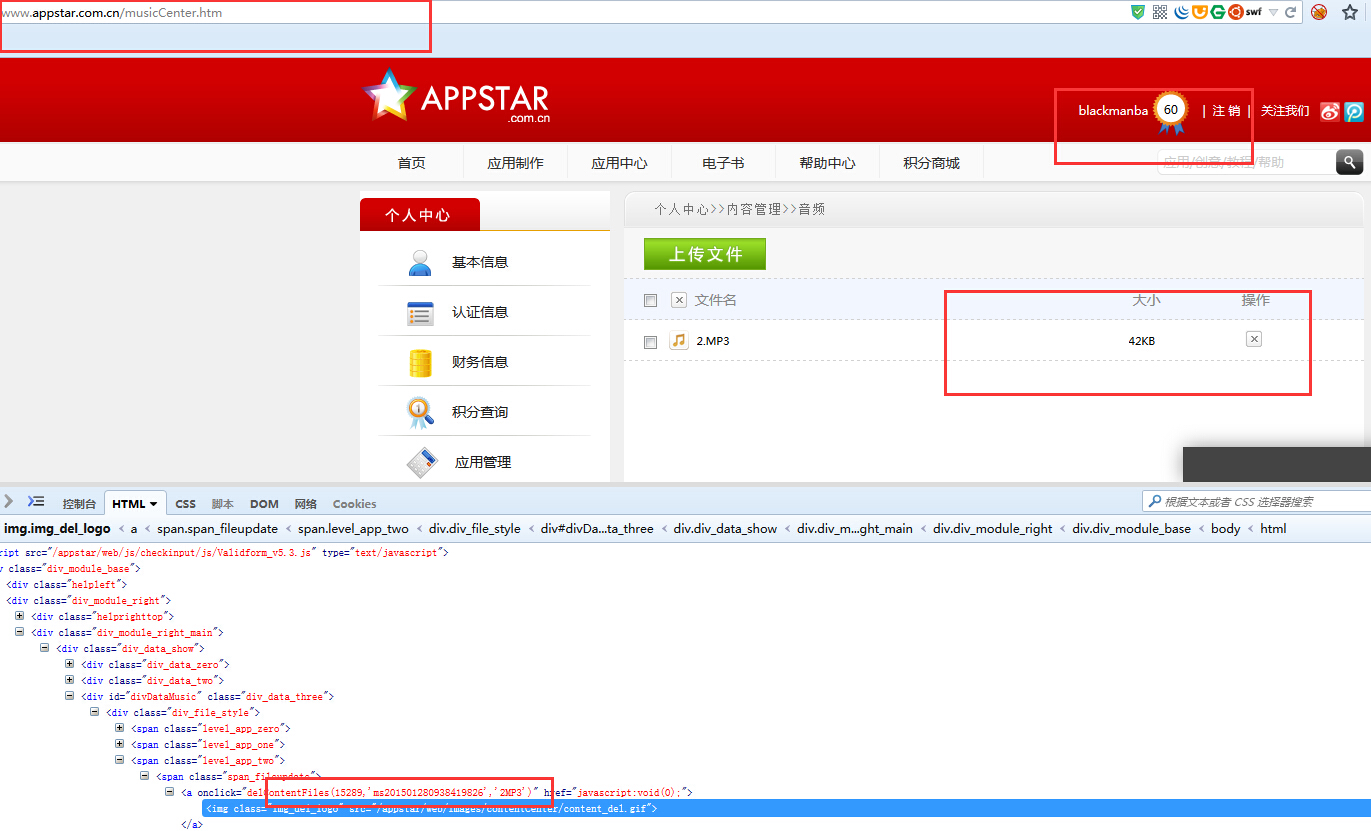 www.appstar.com.cn/musicCenter.htm
swf
APPSTAR
.com.cn
blackmanba 60 | 注 销 | 关注我们
首页 应用制作 应用中心 电子书 帮助中心 积分商城
应用/创意/教程/帮助
个人中心
基本信息
认证信息
财务信息
积分查询
应用管理
个人中心>>内容管理>>音频
上传文件
文件名 大小 操作
2.MP3 42KB
控制台 HTML CSS 脚本 DOM 网络 Cookies
根据文本或者 CSS 选择器搜索
img.img_del_logo < a < span.span_fileupdate < span.level_app_two < div.div_file_style < div#divDa...ta_three < div.div_data_show < div.div_m...ght_main < div.div_module_right < div.div_module_base < body < html
ript src="/appstar/web/js/checkinput/js/Validform_v5.3.js" type="text/javascript">
v class="div_module_base">
<div class="helpleft">
<div class="div_module_right">
<div class="helprighttop">
<div class="div_module_right_main">
<div class="div_data_show">
<div class="div_data_zero">
<div class="div_data_two">
<div id="divDataMusic" class="div_data_three">
<div class="div_file_style">
<span class="level_app_zero">
<span class="level_app_one">
<span class="level_app_two">
<span class="span_fileupdate">
<a onclick="delContentFiles(15289,'ms201501280938419826','2MP3')" href="javascript:void(0);">
<img class="img_del_logo" src="/appstar/web/images/contentCenter/content_del.gif">
</a>